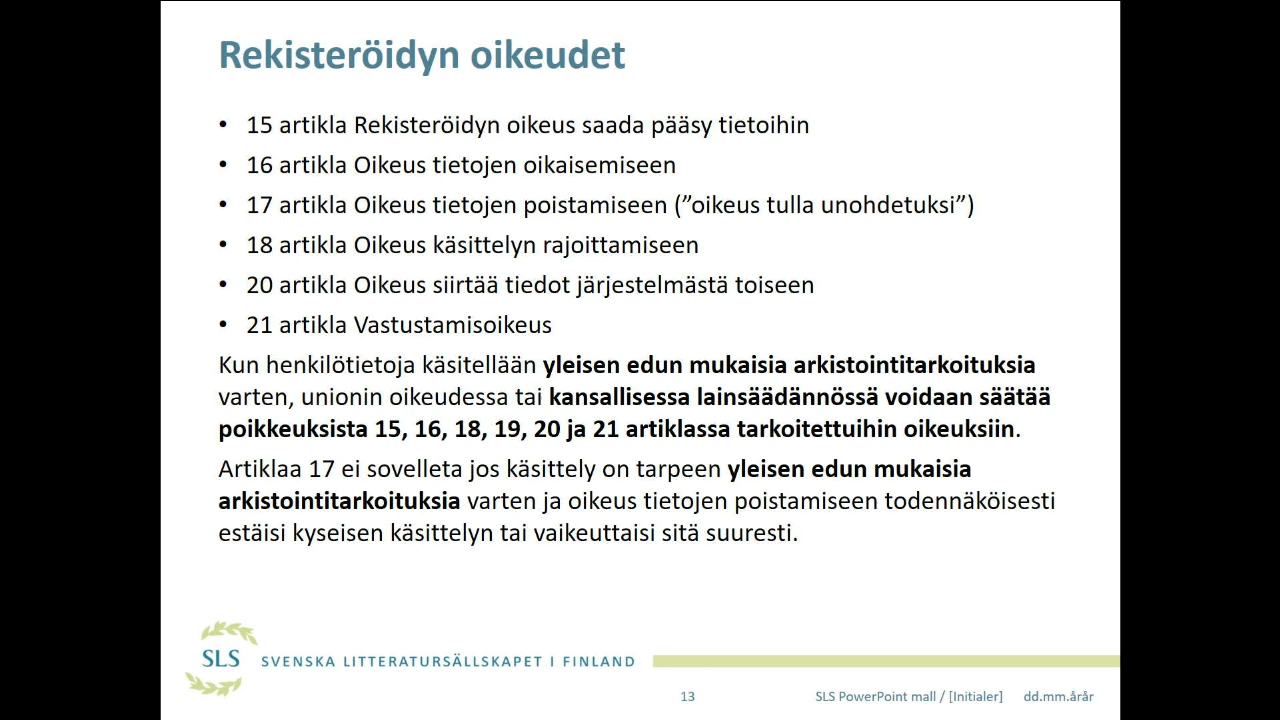 Rekisteröidyn oikeudet
• 15 artikla Rekisteröidyn oikeus saada pääsy tietoihin
• 16 artikla Oikeus tietojen oikaisemiseen
• 17 artikla Oikeus tietojen poistamiseen (”oikeus tulla unohdetuksi”)
• 18 artikla Oikeus käsittelyn rajoittamiseen
• 20 artikla Oikeus siirtää tiedot järjestelmästä toiseen
• 21 artikla Vastustamisoikeus
Kun henkilötietoja käsitellään yleisen edun mukaisia arkistointitarkoituksia
varten, unionin oikeudessa tai kansallisessa lainsäädännössä voidaan säätää
poikkeuksista 15, 16, 18, 19, 20 ja 21 artiklassa tarkoitettuihin oikeuksiin.
Artiklaa 17 ei sovelleta jos käsittely on tarpeen yleisen edun mukaisia
arkistointitarkoituksia varten ja oikeus tietojen poistamiseen todennäköisesti
estäisi kyseisen käsittelyn tai vaikeuttaisi sitä suuresti.
SLS SVENSKA LITTERATURSÄLLSKAPET I FINLAND
13 SLS PowerPoint mall / [Initialer] dd.mm.årår